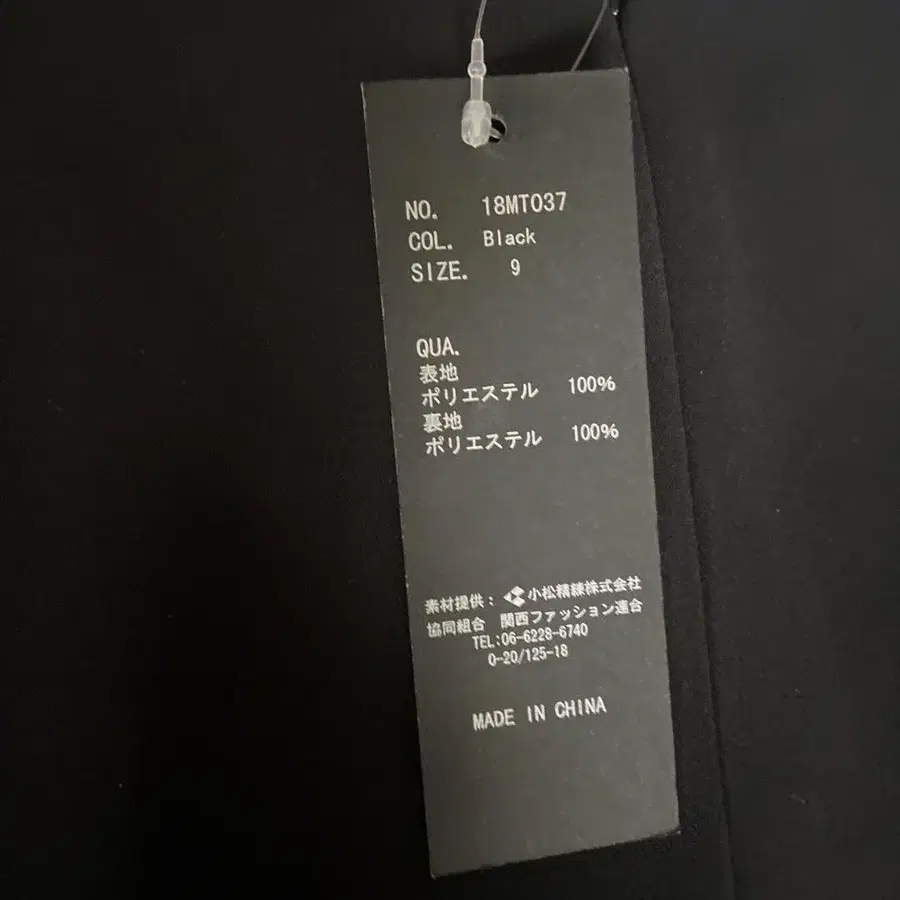 NO. 18MT037
COL. Black
SIZE. 9
QUA.
表地
ポリエステル 100%
裏地
ポリエステル 100%
素材提供： 小松精練株式会社
協同組合 関西ファッション連合
TEL:06-6228-6740
0-20/125-18
MADE IN CHINA